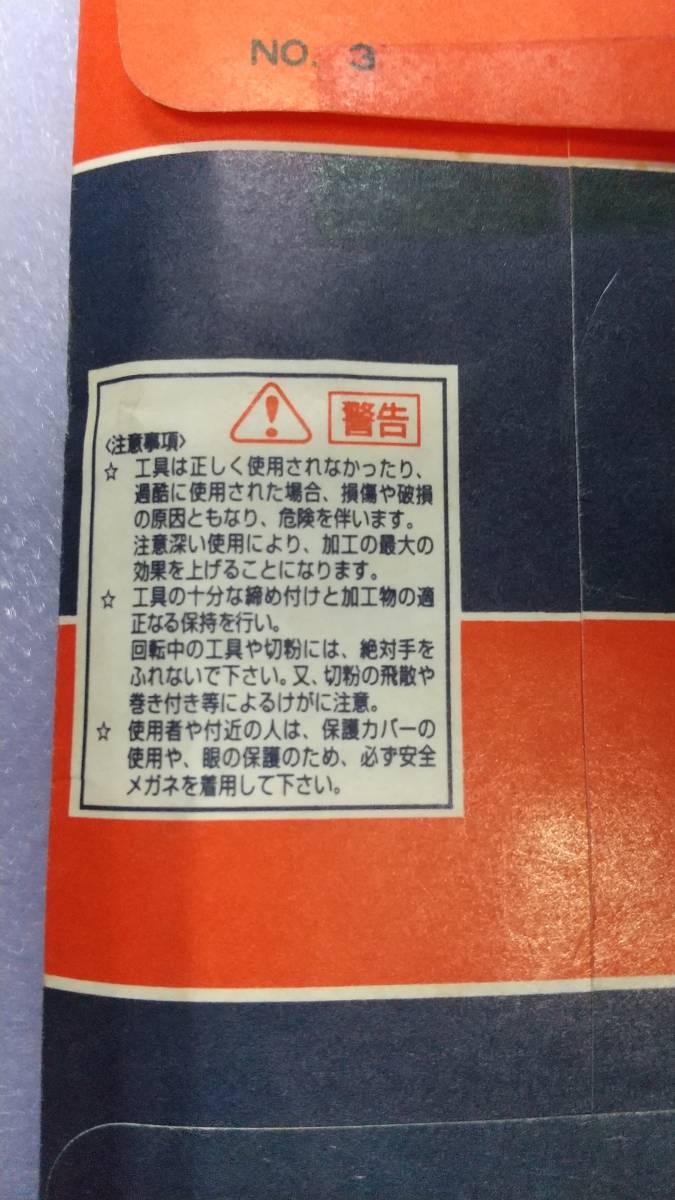 NO. 3
警告
〈注意事項〉
☆ 工具は正しく使用されなかったり、
過酷に使用された場合、損傷や破損
の原因ともなり、危険を伴います。
注意深い使用により、加工の最大の
効果を上げることになります。
☆ 工具の十分な締め付けと加工物の適
正なる保持を行い。
回転中の工具や切粉には、絶対手を
ふれないで下さい。又、切粉の飛散や
巻き付き等によるけがに注意。
☆ 使用者や付近の人は、保護カバーの
使用や、眼の保護のため、必ず安全
メガネを着用して下さい。